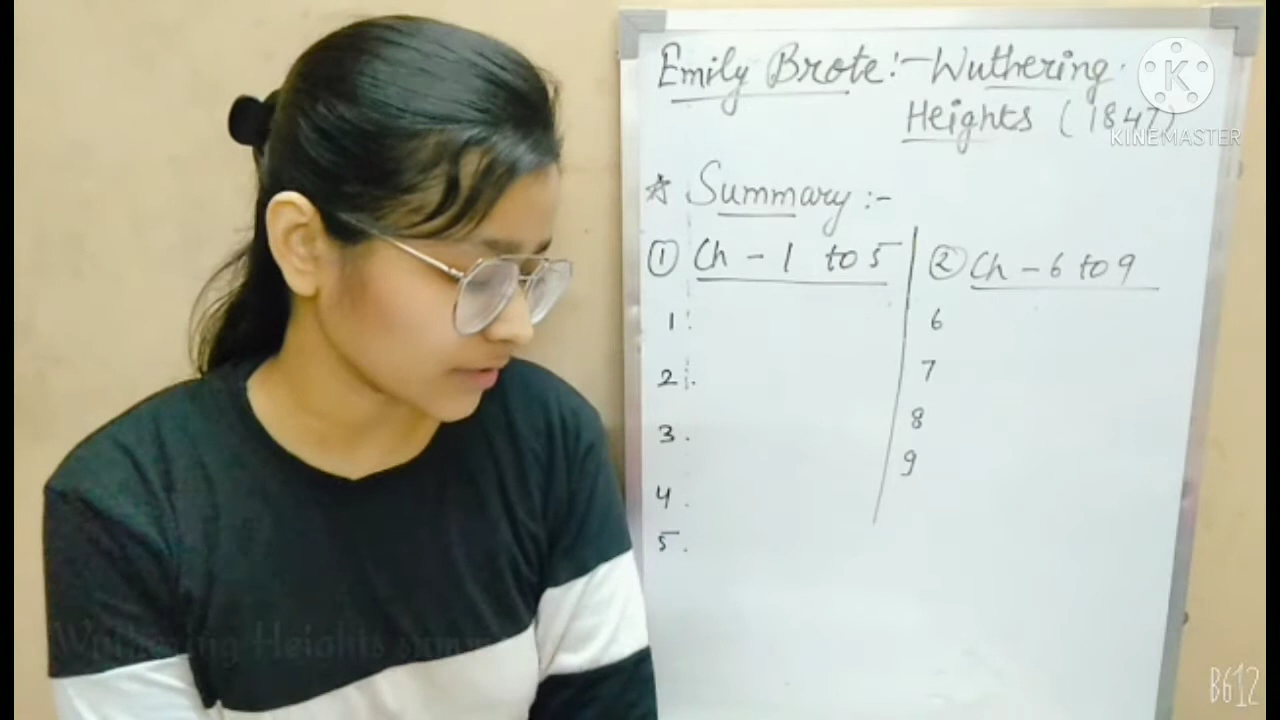 Emily Brote:- Wuthering
Heights (1847)
K
KINEMASTER
☆ Summary :-
① Ch - 1 to 5
② Ch - 6 to 9
1.
2.
3.
4.
5.
6
7
8
9
Wuthering Heights summ
B612